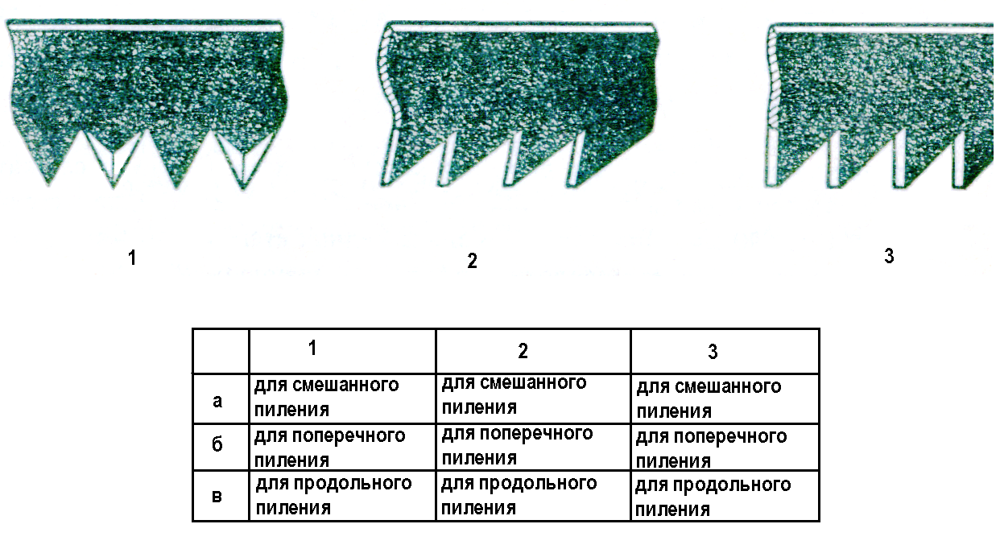 1
2
3
1 2 3
а
для смешанного
пиления
для смешанного
пиления
для смешанного
пиления
б
для поперечного
пиления
для поперечного
пиления
для поперечного
пиления
в
для продольного
пиления
для продольного
пиления
для продольного
пиления